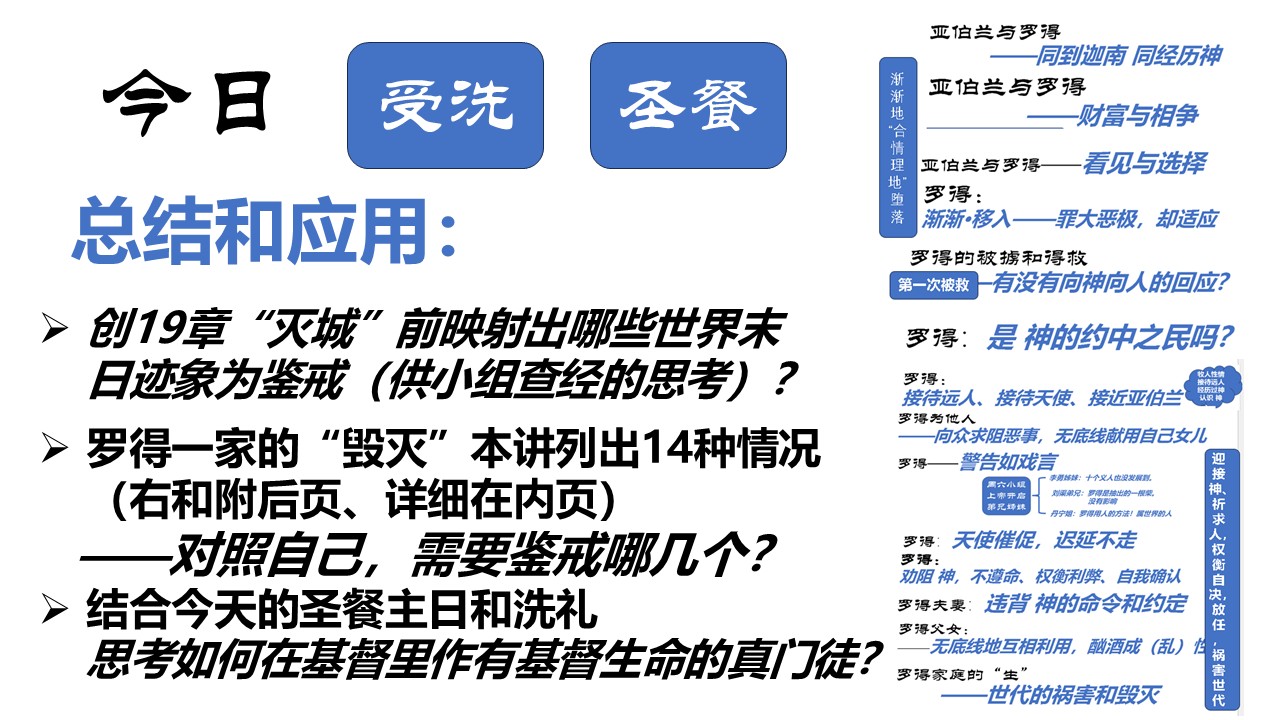 今日
受洗
圣餐
总结和应用：
➢ 创19章“灭城”前映射出哪些世界末
日迹象为鉴戒（供小组查经的思考）？
➢ 罗得一家的“毁灭”本讲列出14种情况
（右和附后页、详细在内页）
——对照自己，需要鉴戒哪几个？
➢ 结合今天的圣餐主日和洗礼
思考如何在基督里作有基督生命的真门徒？
渐渐地“合情理地”堕落
亚伯兰与罗得
——同到迦南 同经历神
亚伯兰与罗得
——财富与相争
亚伯兰与罗得——看见与选择
罗得：
渐渐·移入——罪大恶极，却适应
罗得的被掳和得救
第一次被救
—有没有向神向人的回应？
罗得： 是 神的约中之民吗？
罗得：
接待远人、接待天使、接近亚伯兰
牧人性情
接待远人
经历过神
认识 神
罗得为他人
——向众求阻恶事，无底线献用自己女儿
罗得——警告如戏言
周六小组
上帝开启
弟兄姊妹
李勇姊妹：十个义人也没发展到。
刘渠弟兄：罗得是抽出的一根柴，
没有影响
丹宁姐：罗得用人的方法！属世界的人
罗得： 天使催促，迟延不走
罗得：
劝阻 神，不遵命、权衡利弊、自我确认
罗得夫妻： 违背 神的命令和约定
罗得父女：
——无底线地互相利用，酗酒成（乱）性
罗得家庭的“生”
——世代的祸害和毁灭
迎接神、祈求人，权衡自决，放任，祸害世代